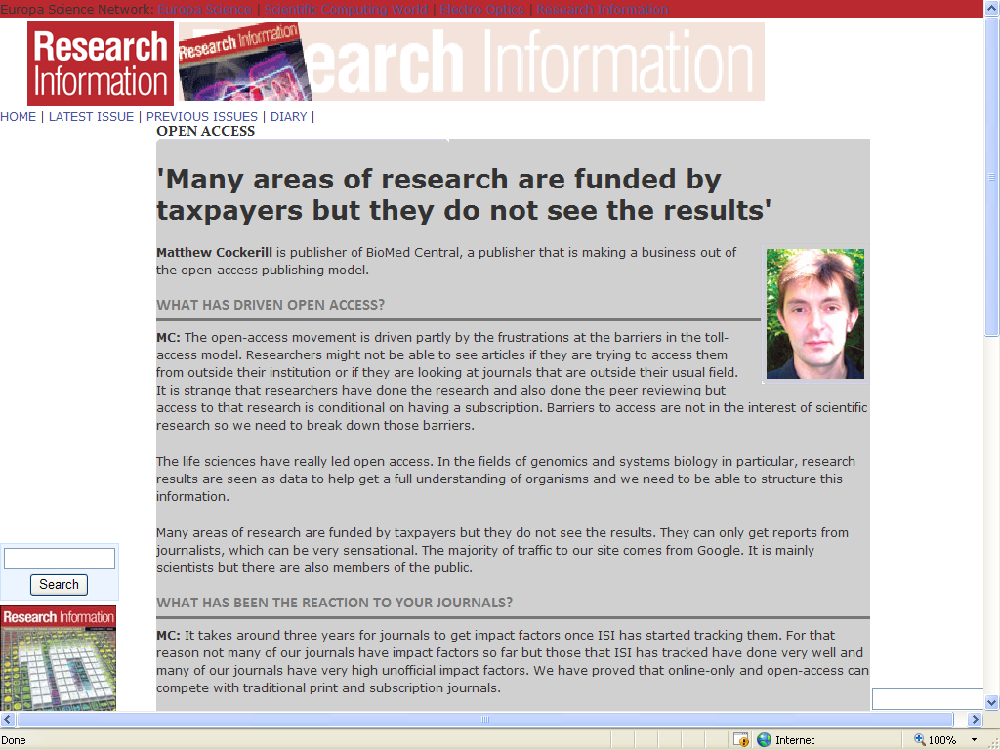 Europa Science Network: Europa Science | Scientific Computing World | Electro Optics | Research Information
Research
Information
Research Information
earch Information
HOME | LATEST ISSUE | PREVIOUS ISSUES | DIARY |
OPEN ACCESS
'Many areas of research are funded by
taxpayers but they do not see the results'
Matthew Cockerill is publisher of BioMed Central, a publisher that is making a business out of
the open-access publishing model.
WHAT HAS DRIVEN OPEN ACCESS?
MC: The open-access movement is driven partly by the frustrations at the barriers in the toll-
access model. Researchers might not be able to see articles if they are trying to access them
from outside their institution or if they are looking at journals that are outside their usual field.
It is strange that researchers have done the research and also done the peer reviewing but
access to that research is conditional on having a subscription. Barriers to access are not in the interest of scientific
research so we need to break down those barriers.
The life sciences have really led open access. In the fields of genomics and systems biology in particular, research
results are seen as data to help get a full understanding of organisms and we need to be able to structure this
information.
Many areas of research are funded by taxpayers but they do not see the results. They can only get reports from
journalists, which can be very sensational. The majority of traffic to our site comes from Google. It is mainly
scientists but there are also members of the public.
WHAT HAS BEEN THE REACTION TO YOUR JOURNALS?
MC: It takes around three years for journals to get impact factors once ISI has started tracking them. For that
reason not many of our journals have impact factors so far but those that ISI has tracked have done very well and
many of our journals have very high unofficial impact factors. We have proved that online-only and open-access can
compete with traditional print and subscription journals.
Search
Research Information
Done
Internet
100%